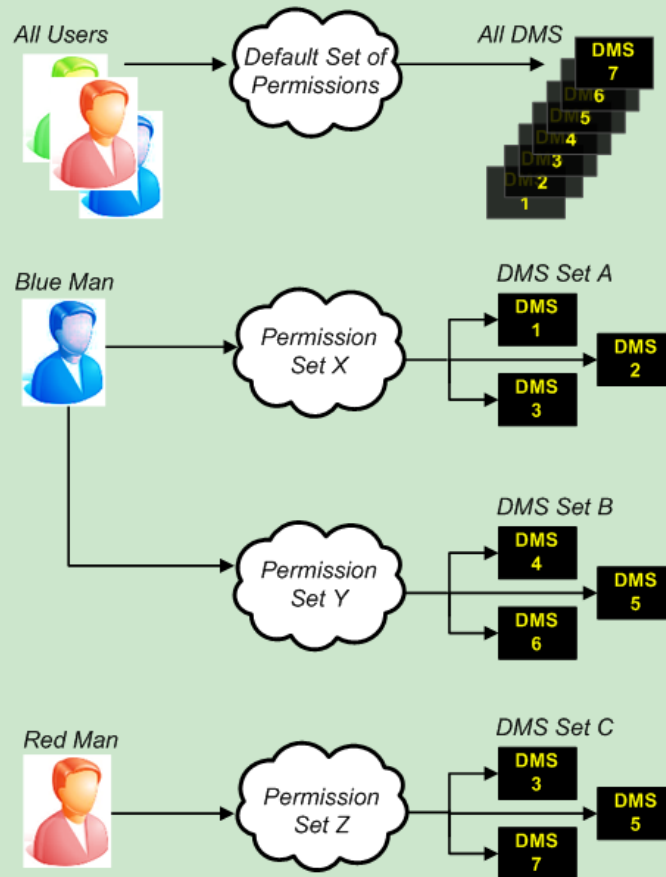 All Users
Default Set of
Permissions
All DMS
DMS
7
6
5
4
DMS
3
DMS
2
1
Blue Man
Permission
Set X
DMS Set A
DMS
1
DMS
2
DMS
3
Permission
Set Y
DMS Set B
DMS
4
DMS
5
DMS
6
Red Man
Permission
Set Z
DMS Set C
DMS
3
DMS
5
DMS
7